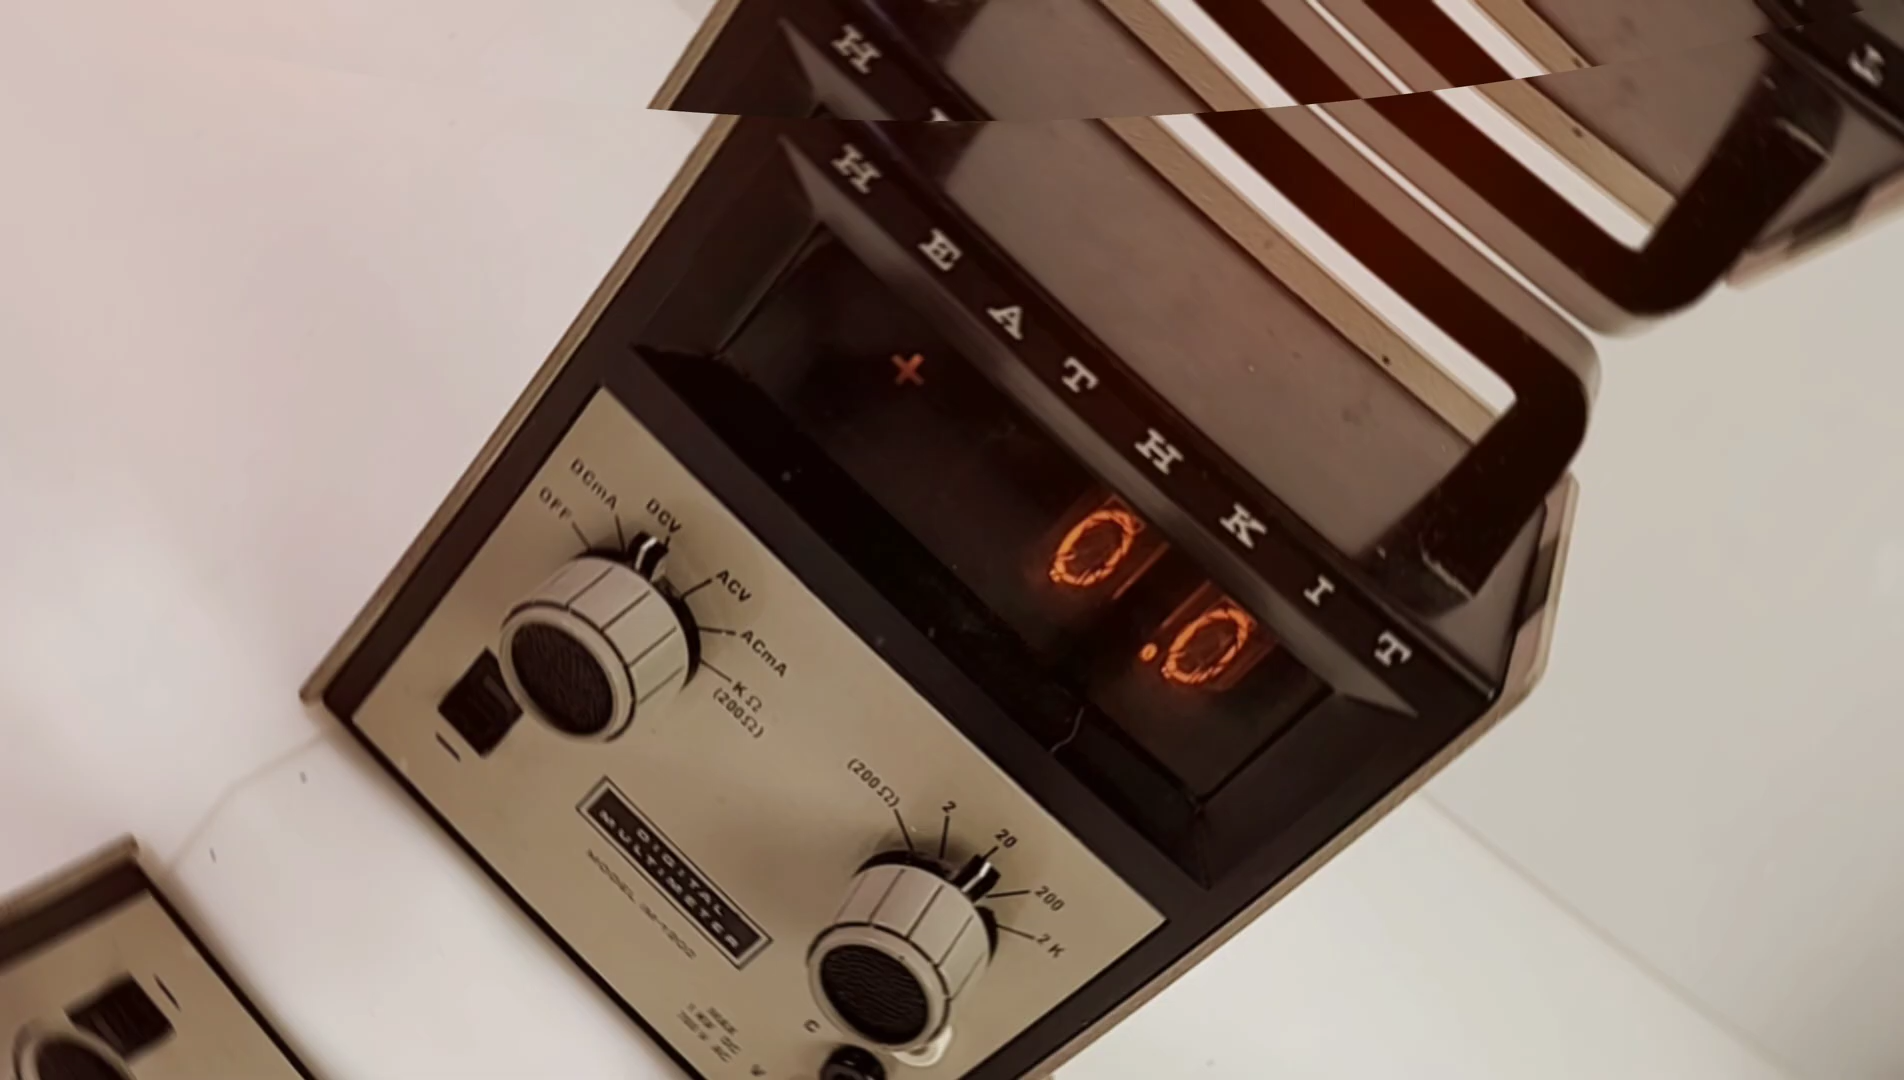 H
T
HEATHKIT
+ 0.0
OFF
DCmA
DCV
ACV
ACmA
KΩ
(200Ω)
DIGITAL
MULTIMETER
(200Ω)
2
20
200
2K
C